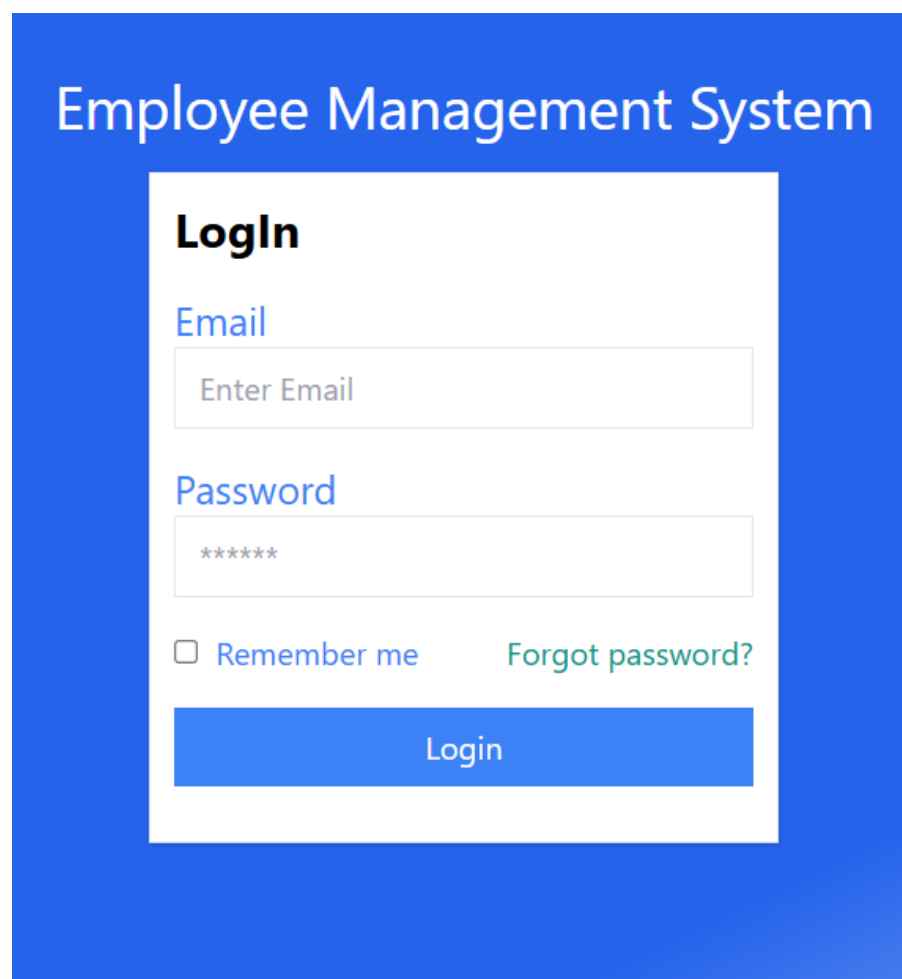 Employee Management System
LogIn
Email
Enter Email
Password
******
Remember me Forgot password?
Login